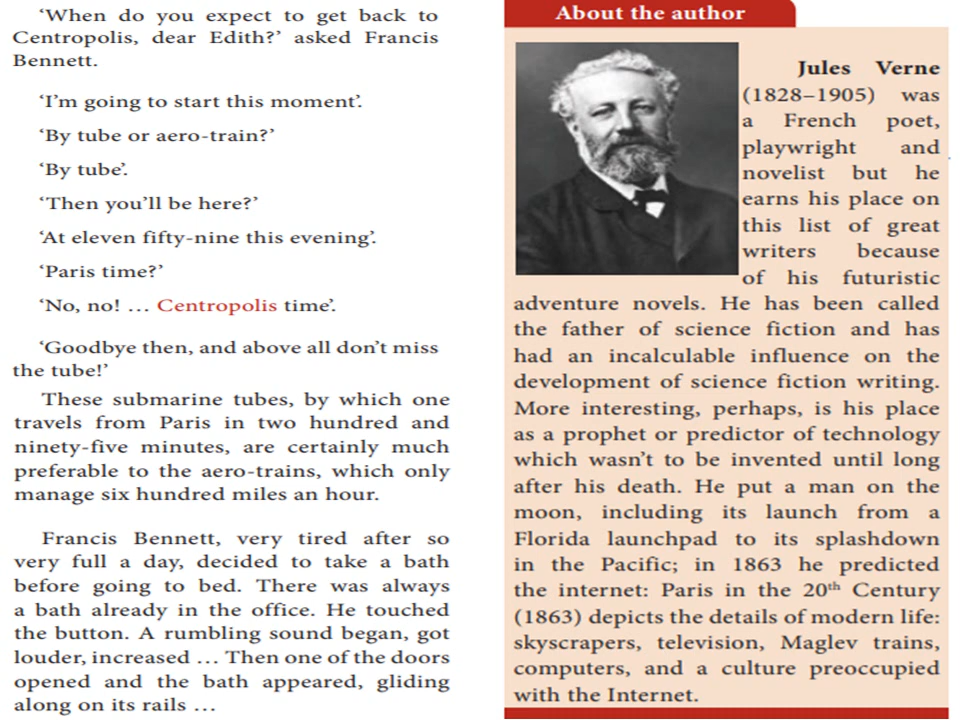 ‘When do you expect to get back to
Centropolis, dear Edith?’ asked Francis
Bennett.
‘I’m going to start this moment’.
‘By tube or aero-train?’
‘By tube’.
‘Then you’ll be here?’
‘At eleven fifty-nine this evening’.
‘Paris time?’
‘No, no! … Centropolis time’.
‘Goodbye then, and above all don’t miss
the tube!’
These submarine tubes, by which one
travels from Paris in two hundred and
ninety-five minutes, are certainly much
preferable to the aero-trains, which only
manage six hundred miles an hour.
Francis Bennett, very tired after so
very full a day, decided to take a bath
before going to bed. There was always
a bath already in the office. He touched
the button. A rumbling sound began, got
louder, increased … Then one of the doors
opened and the bath appeared, gliding
along on its rails …
About the author
Jules Verne
(1828–1905) was
a French poet,
playwright and
novelist but he
earns his place on
this list of great
writers because
of his futuristic
adventure novels. He has been called
the father of science fiction and has
had an incalculable influence on the
development of science fiction writing.
More interesting, perhaps, is his place
as a prophet or predictor of technology
which wasn’t to be invented until long
after his death. He put a man on the
moon, including its launch from a
Florida launchpad to its splashdown
in the Pacific; in 1863 he predicted
the internet: Paris in the 20th Century
(1863) depicts the details of modern life:
skyscrapers, television, Maglev trains,
computers, and a culture preoccupied
with the Internet.